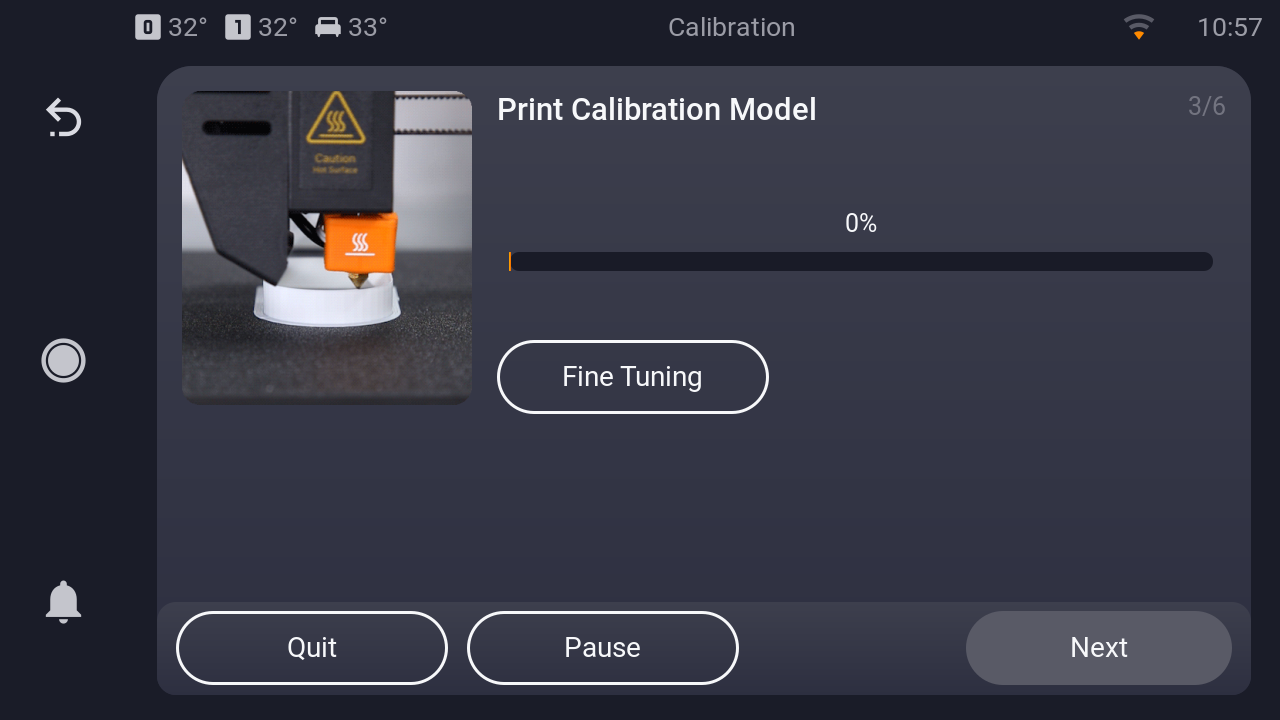 0 32° 1 32° 33° Calibration 10:57
Print Calibration Model 3/6
Caution
Hot Surface
0%
Fine Tuning
Quit Pause Next